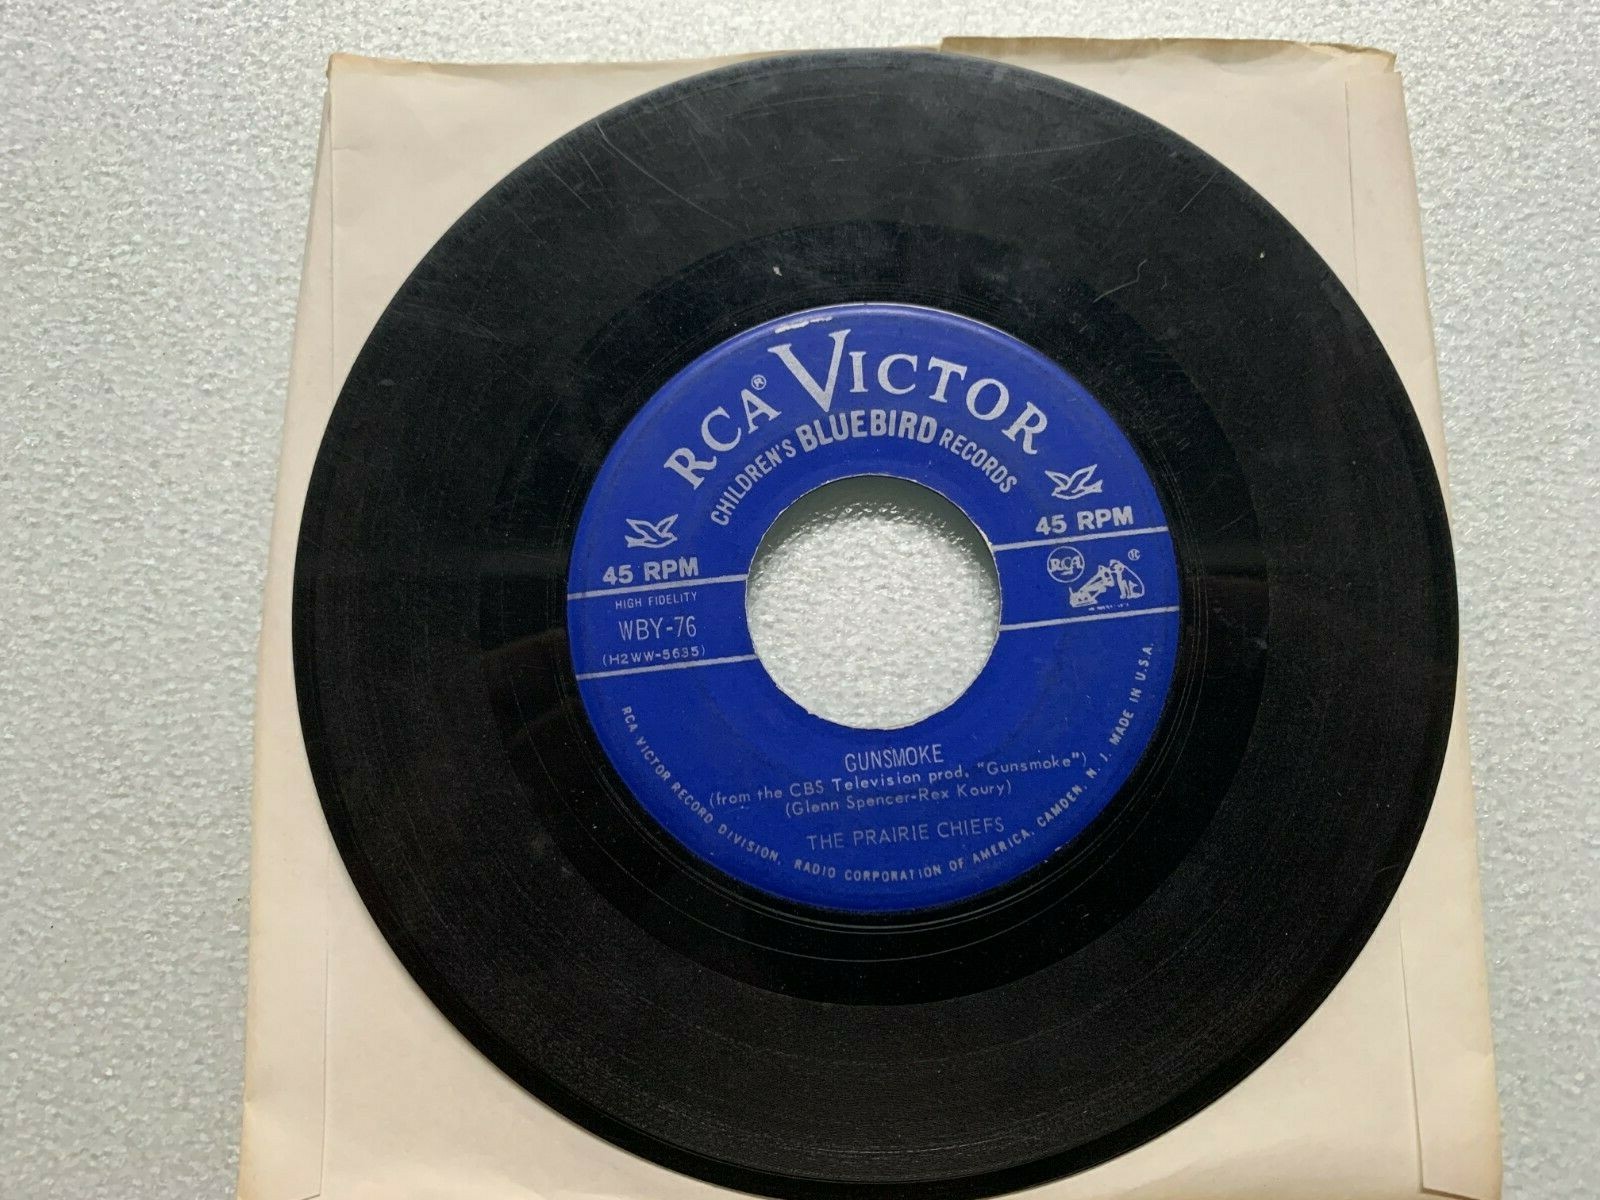 RCA® VICTOR
CHILDREN'S BLUEBIRD RECORDS
45 RPM
45 RPM
HIGH FIDELITY
WBY-76
(H2WW-5635)
RCA
®
GUNSMOKE
(from the CBS Television prod. "Gunsmoke")
(Glenn Spencer-Rex Koury)
THE PRAIRIE CHIEFS
RCA VICTOR RECORD DIVISION, RADIO CORPORATION OF AMERICA, CAMDEN, N. J. MADE IN U.S.A.